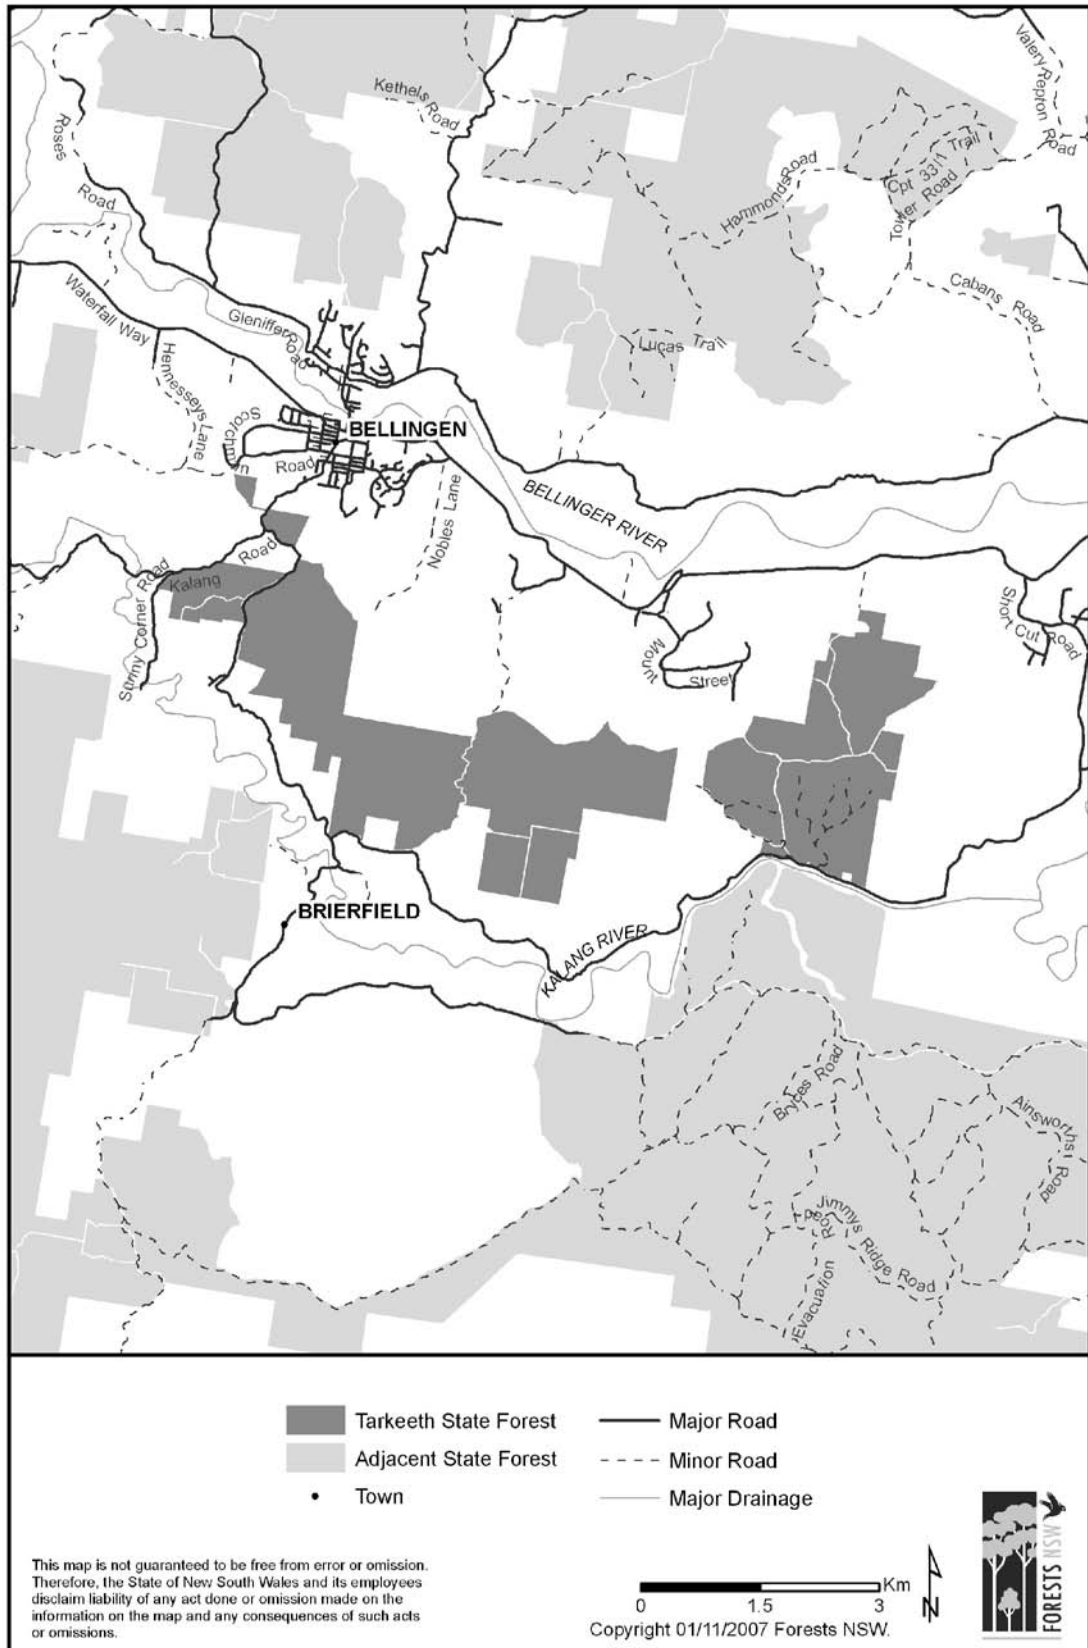 Kethels Road
Valery Repton Road
Roses
Road
Cpt 3311 Trail
Hammonds Road
Tower Road
Waterfall Way
Gleniffer Road
Cabans Road
Lucas Trail
Hennesseys Lane
Scotchman
Road
BELLINGEN
Nobles Lane
BELLINGER RIVER
Kalang
Road
Sunny Corner Road
Mount
Street
Short Cut Road
BRIERFIELD
KALANG RIVER
Bryces Road
Ainsworths Road
Jimmys Ridge Road
Evacuation
Road
Tarkeeth State Forest
Adjacent State Forest
Town
Major Road
Minor Road
Major Drainage
This map is not guaranteed to be free from error or omission.
Therefore, the State of New South Wales and its employees
disclaim liability of any act done or omission made on the
information on the map and any consequences of such acts
or omissions.
Km
0 1.5 3
Copyright 01/11/2007 Forests NSW.
N
FORESTS NSW